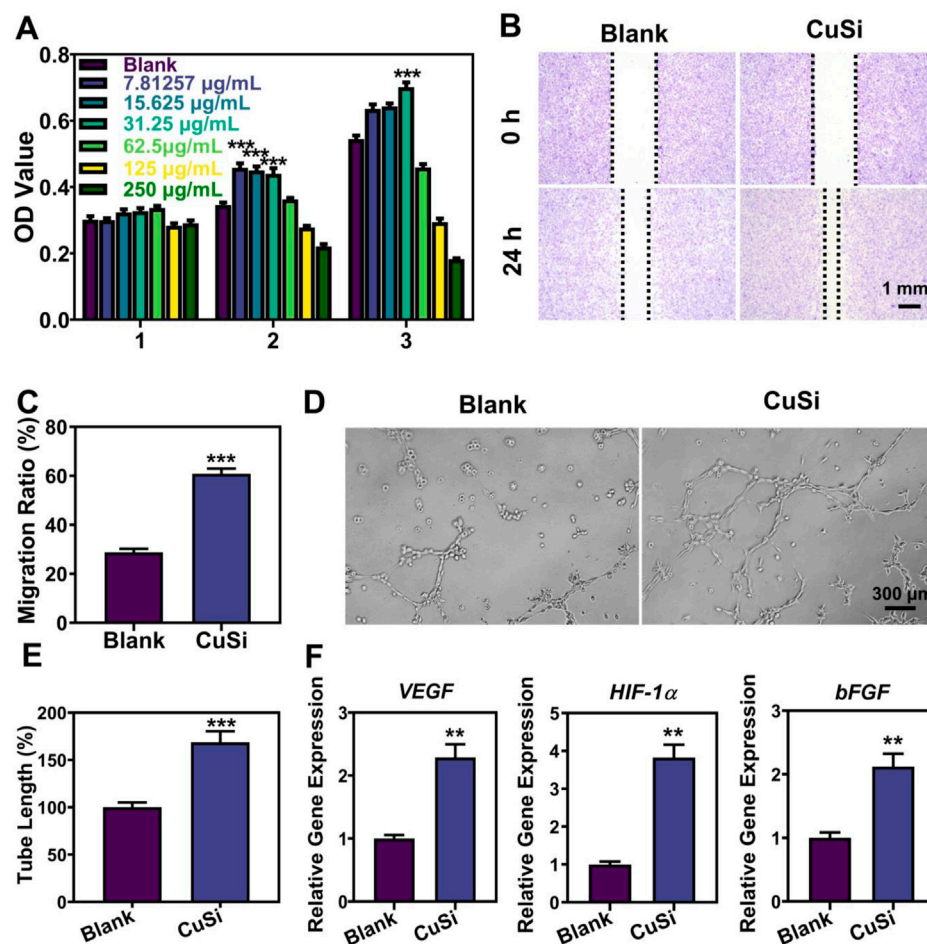 A
Blank
7.81257 µg/mL
15.625 µg/mL
31.25 µg/mL
62.5µg/mL
125 µg/mL
250 µg/mL
OD Value
0.8
0.6
0.4
0.2
0.0
***
***
***
***
1 2 3
B
Blank CuSi
0 h
24 h
1 mm
C
Migration Ratio (%)
80
60
40
20
0
***
Blank CuSi
D
Blank CuSi
300 µm
E
Tube Length (%)
200
150
100
50
0
***
Blank CuSi
F
VEGF
Relative Gene Expression
3
2
1
0
**
Blank CuSi
HIF-1α
Relative Gene Expression
5
4
3
2
1
0
**
Blank CuSi
bFGF
Relative Gene Expression
3
2
1
0
**
Blank CuSi